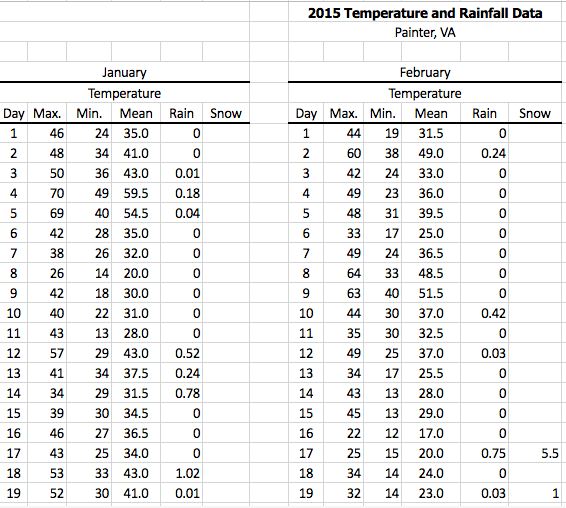 2015 Temperature and Rainfall Data
Painter, VA
January February
Temperature Temperature
Day Max. Min. Mean Rain Snow Day Max. Min. Mean Rain Snow
1 46 24 35.0 0 1 44 19 31.5 0
2 48 34 41.0 0 2 60 38 49.0 0.24
3 50 36 43.0 0.01 3 42 24 33.0 0
4 70 49 59.5 0.18 4 49 23 36.0 0
5 69 40 54.5 0.04 5 48 31 39.5 0
6 42 28 35.0 0 6 33 17 25.0 0
7 38 26 32.0 0 7 49 24 36.5 0
8 26 14 20.0 0 8 64 33 48.5 0
9 42 18 30.0 0 9 63 40 51.5 0
10 40 22 31.0 0 10 44 30 37.0 0.42
11 43 13 28.0 0 11 35 30 32.5 0
12 57 29 43.0 0.52 12 49 25 37.0 0.03
13 41 34 37.5 0.24 13 34 17 25.5 0
14 34 29 31.5 0.78 14 43 13 28.0 0
15 39 30 34.5 0 15 45 13 29.0 0
16 46 27 36.5 0 16 22 12 17.0 0
17 43 25 34.0 0 17 25 15 20.0 0.75 5.5
18 53 33 43.0 1.02 18 34 14 24.0 0
19 52 30 41.0 0.01 19 32 14 23.0 0.03 1